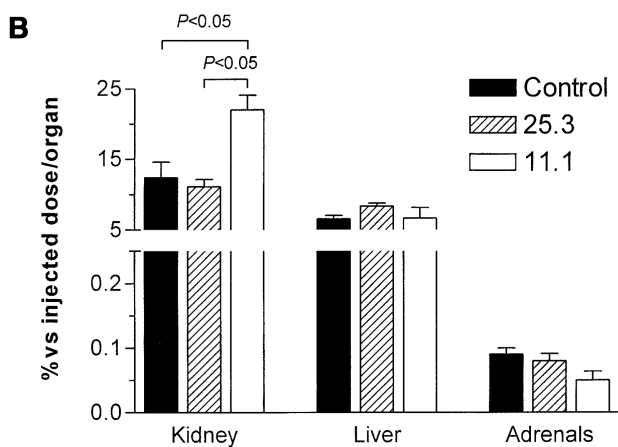 B
P<0.05
P<0.05
Control
25.3
11.1
%vs injected dose/organ
25
15
5
0.2
0.1
0.0
Kidney
Liver
Adrenals